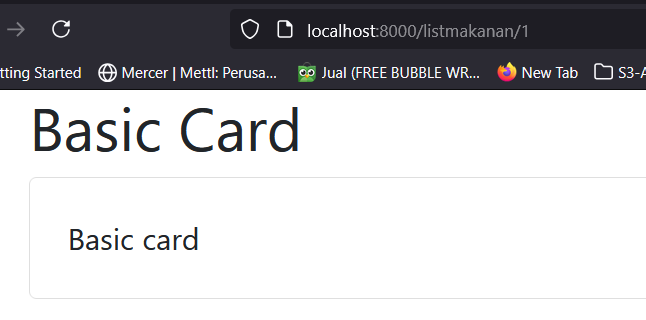 localhost:8000/listmakanan/1
tting Started Mercer | Mettl: Perusa... Jual (FREE BUBBLE WR... New Tab S3-A
Basic Card
Basic card